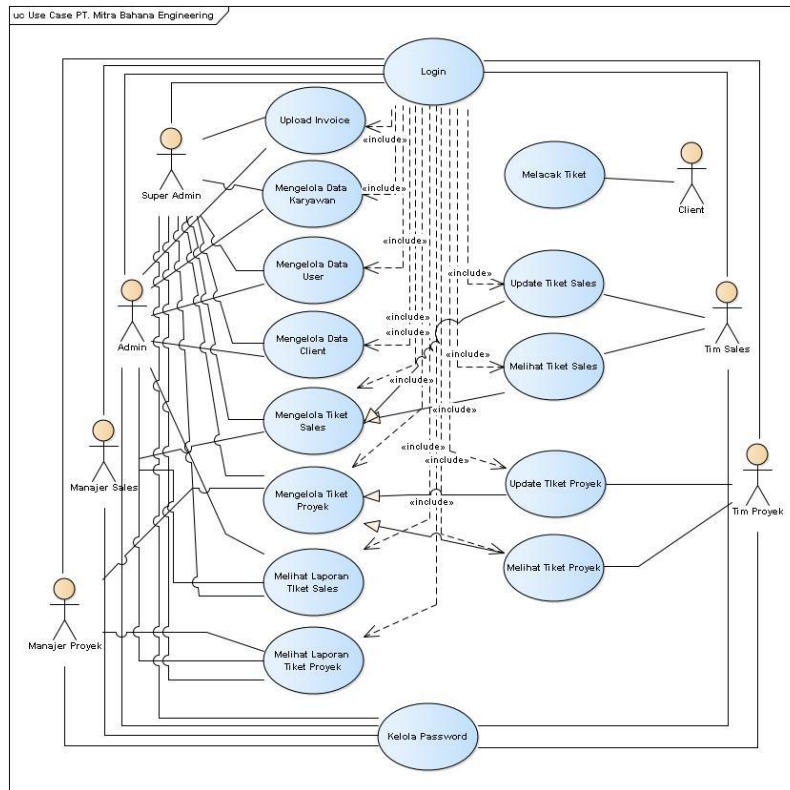 uc Use Case PT. Mitra Bahana Engineering
Login
Upload Invoice
«include»
Super Admin
Mengelola Data
Karyawan
«include»
Melacak Tiket
Client
Mengelola Data
User
«include»
«include»
Update Tiket Sales
Admin
Tim Sales
Mengelola Data
Client
«include»
«include»
Melihat Tiket Sales
Mengelola Tiket
Sales
«include»
Manajer Sales
«include»
«include»
Mengelola Tiket
Proyek
Update TIket Proyek
Tim Proyek
«include»
Melihat Laporan
TIket Sales
Melihat Tiket Proyek
Manajer Proyek
Melihat Laporan
Tiket Proyek
Kelola Password